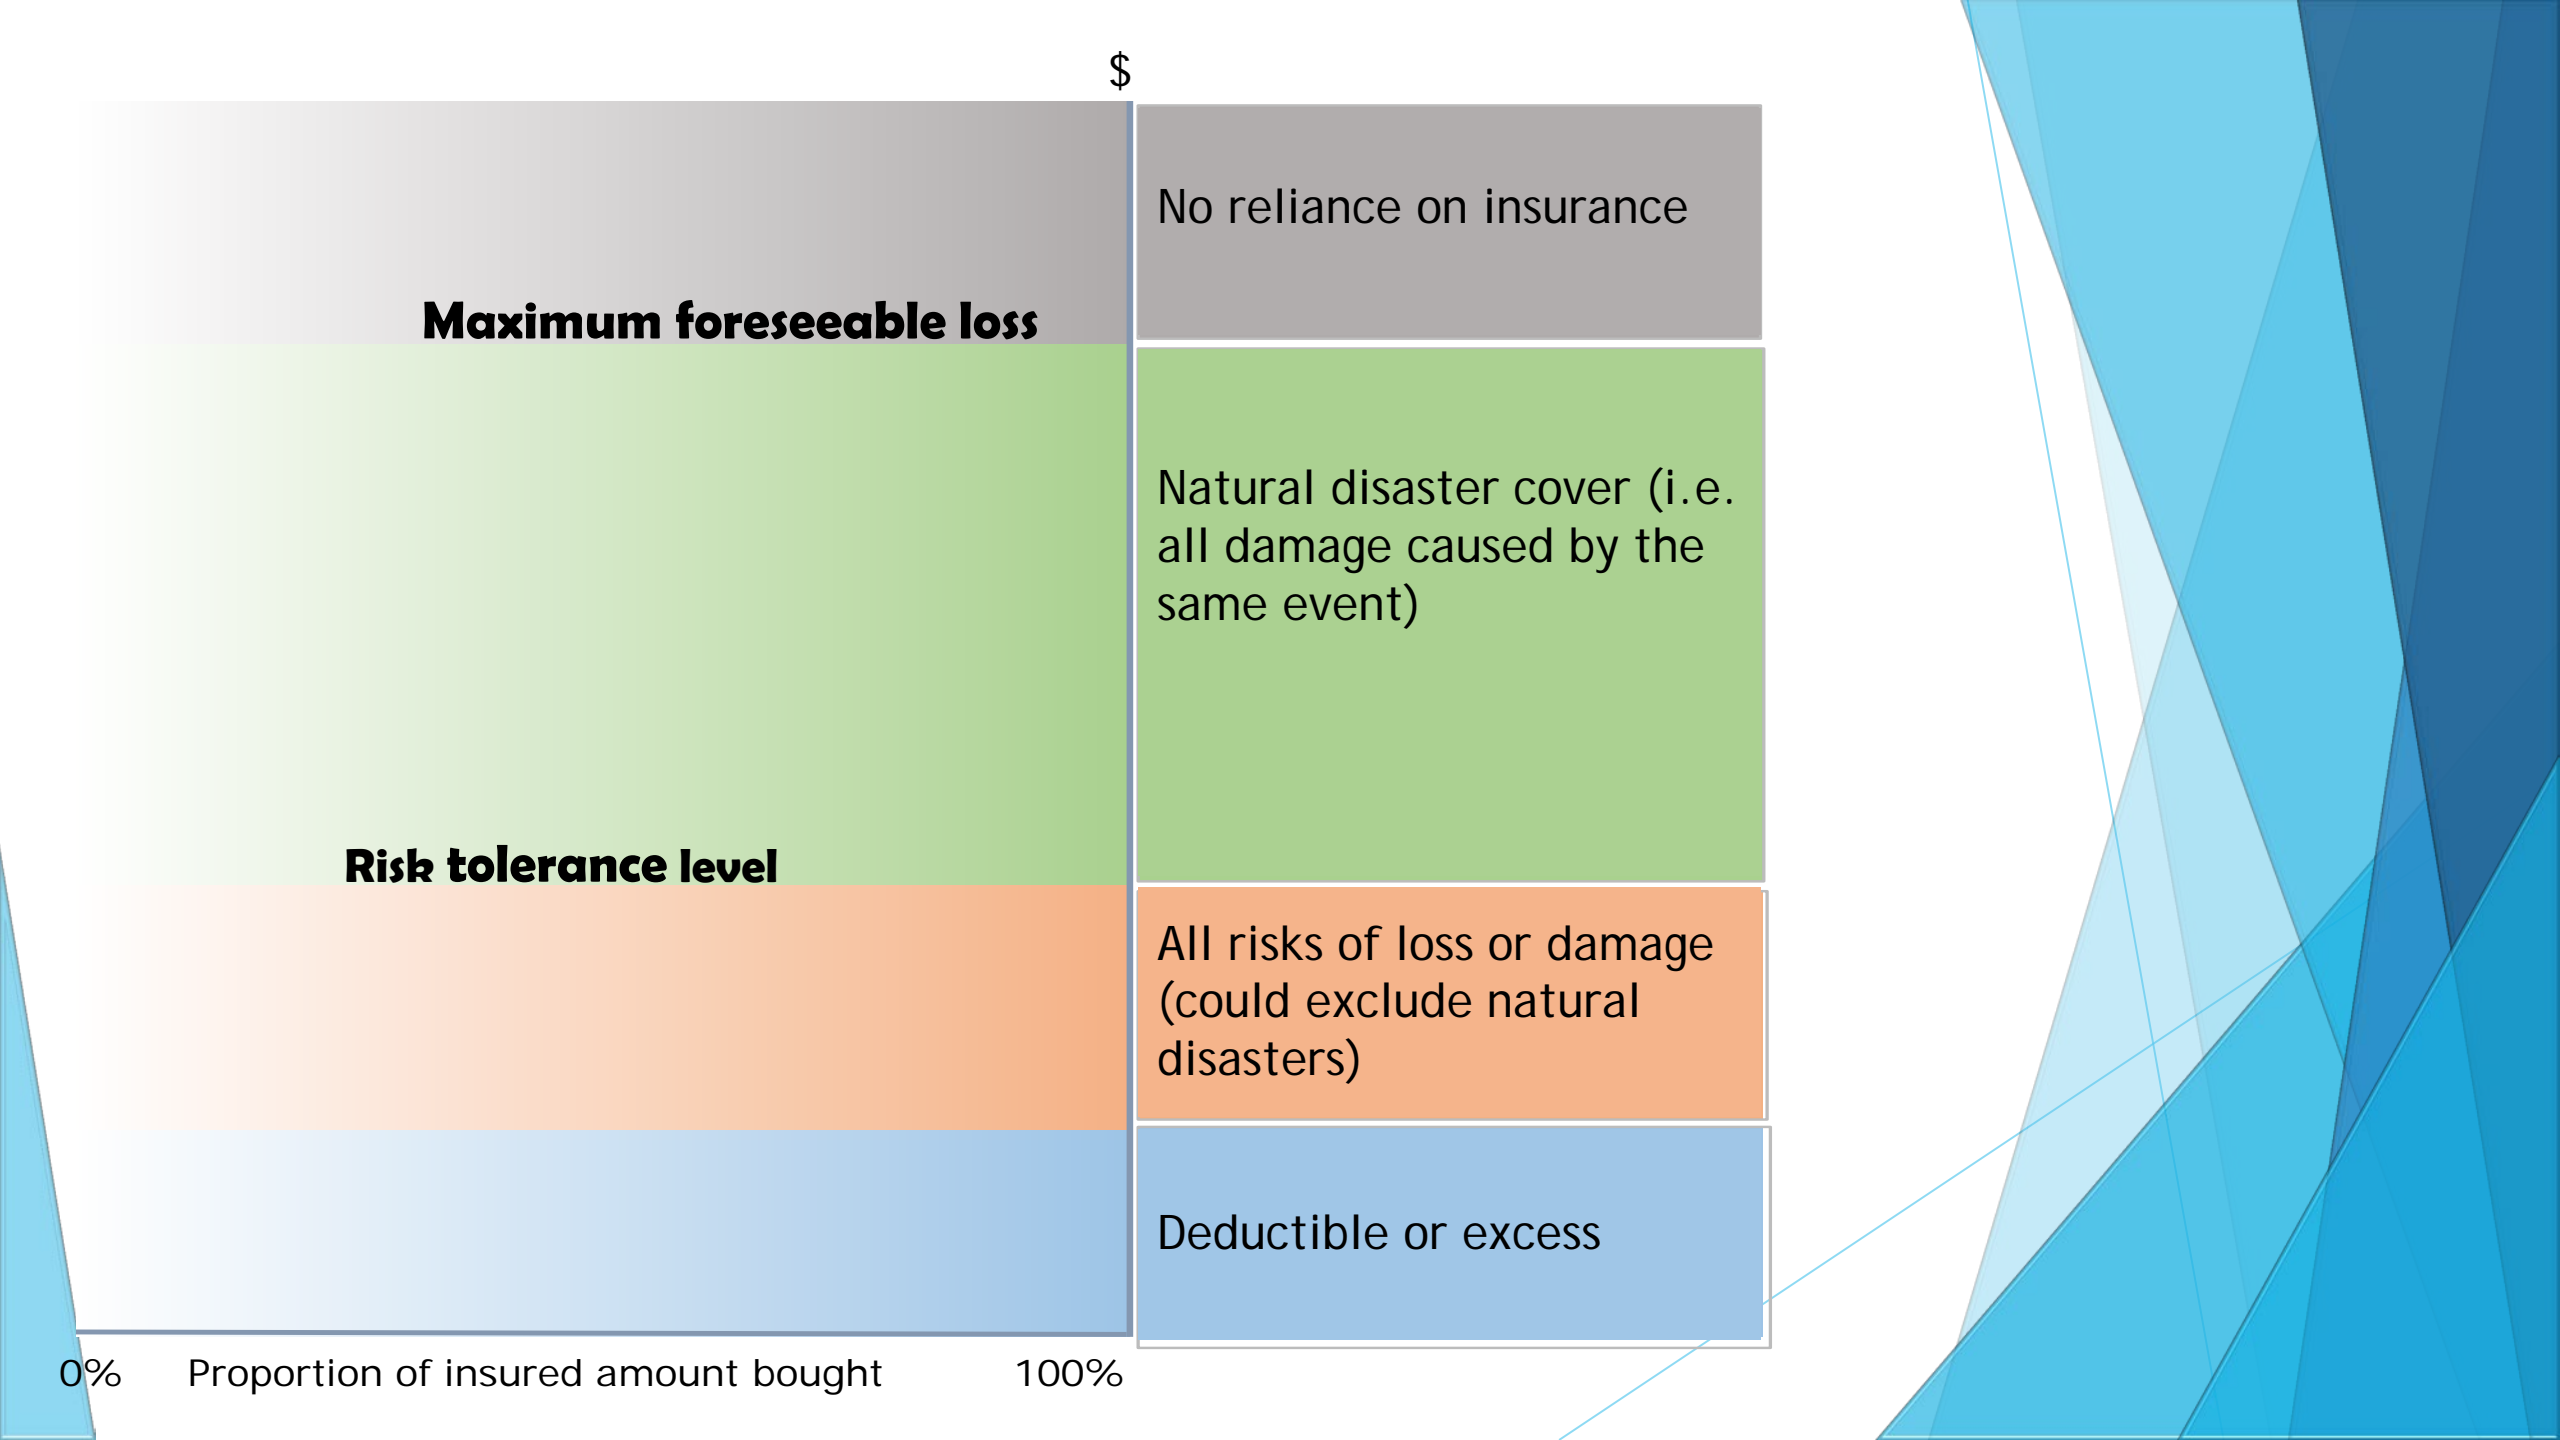 $
No reliance on insurance
Maximum foreseeable loss
Natural disaster cover (i.e.
all damage caused by the
same event)
Risk tolerance level
All risks of loss or damage
(could exclude natural
disasters)
Deductible or excess
0% Proportion of insured amount bought 100%